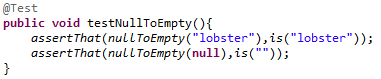 @Test
public void testNullToEmpty(){
    assertThat(nullToEmpty("lobster"),is("lobster"));
    assertThat(nullToEmpty(null),is(""));
}